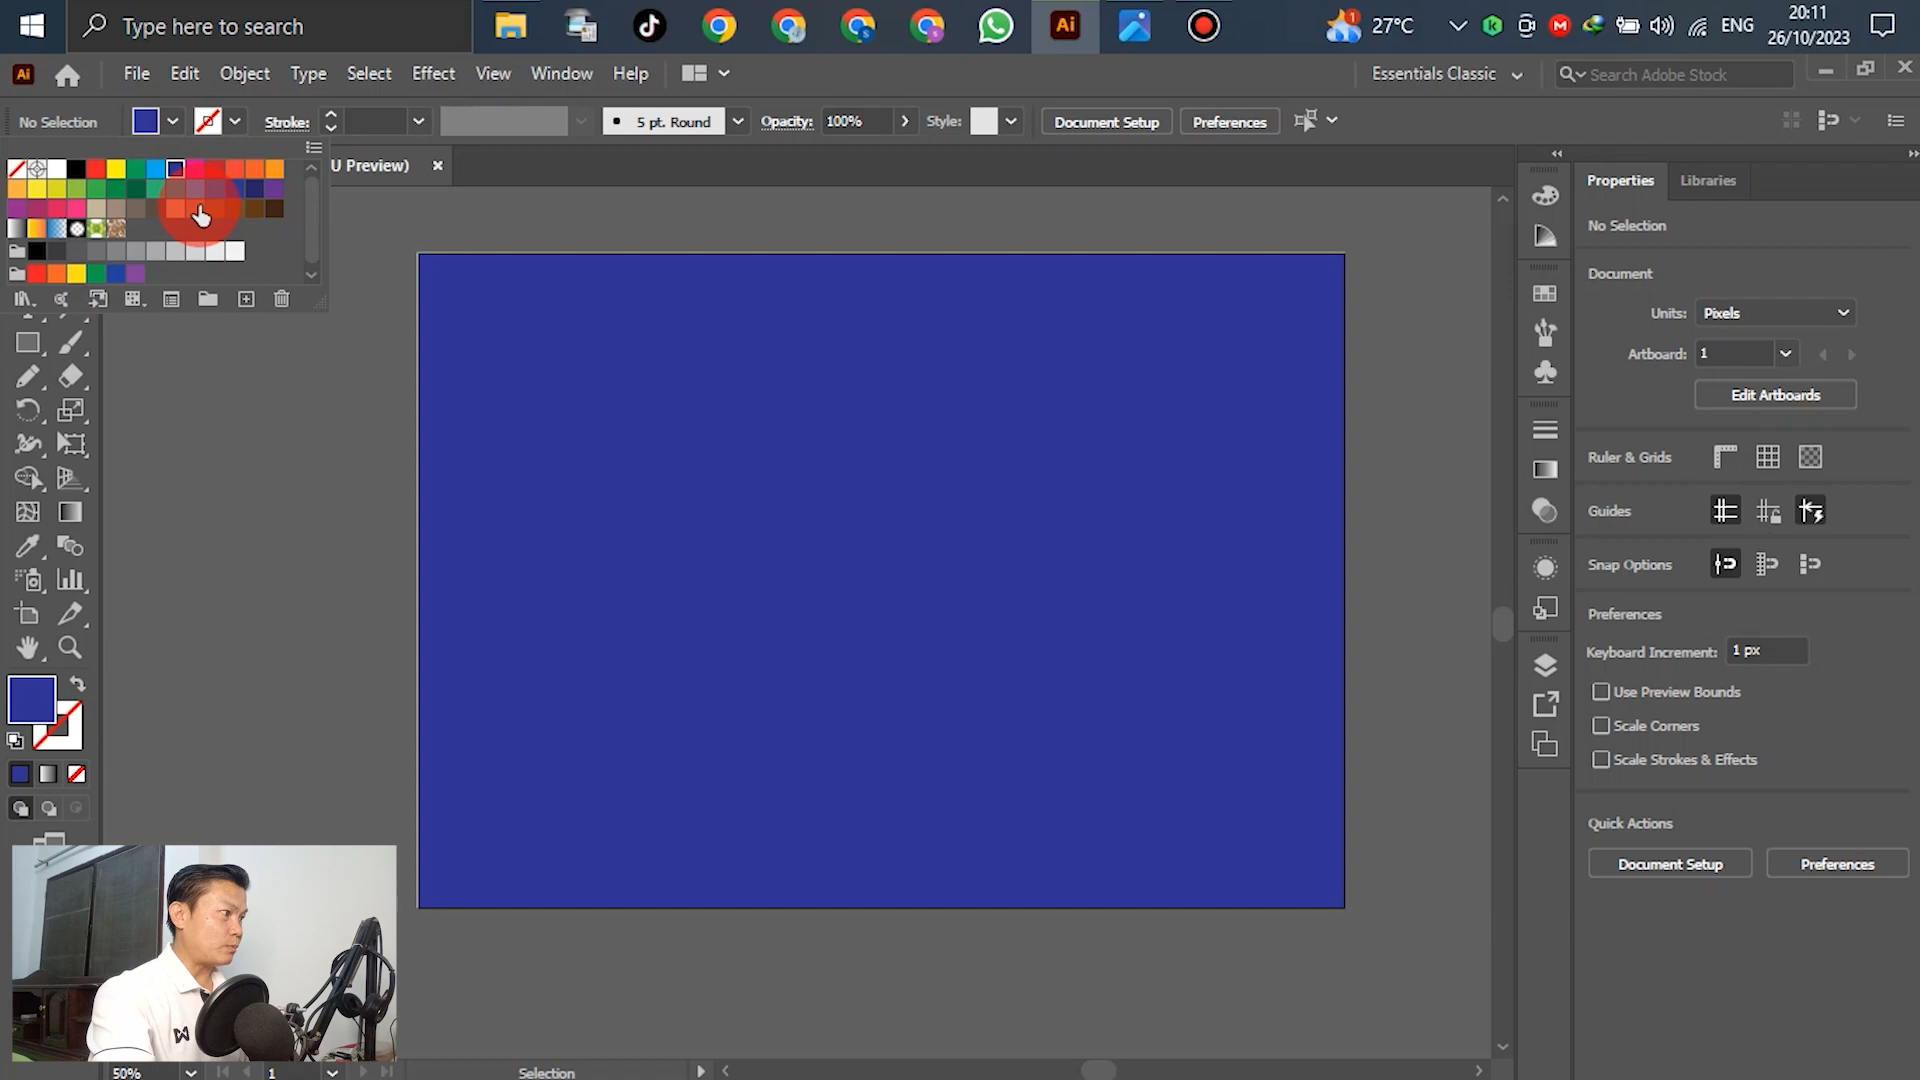 Type here to search
Ai
1
27°C
ENG
20:11
26/10/2023
Ai
File
Edit
Object
Type
Select
Effect
View
Window
Help
Essentials Classic
Search Adobe Stock
No Selection
Stroke:
5 pt. Round
Opacity:
100%
Style:
Document Setup
Preferences
U Preview)
Properties
Libraries
No Selection
Document
Units:
Pixels
Artboard:
1
Edit Artboards
Ruler & Grids
Guides
Snap Options
Preferences
Keyboard Increment:
1 px
Use Preview Bounds
Scale Corners
Scale Strokes & Effects
Quick Actions
Document Setup
Preferences
50%
1
Selection